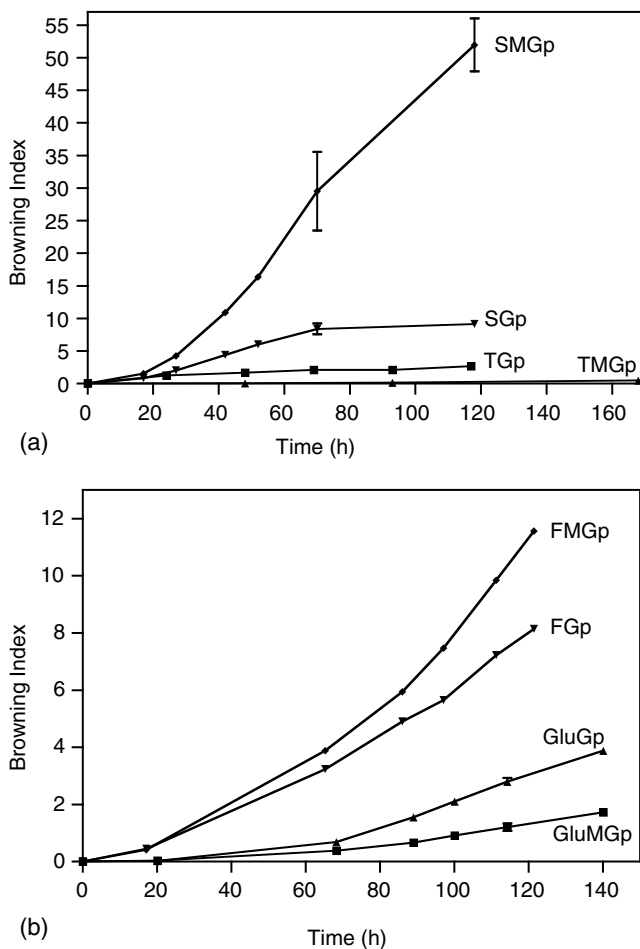 55
50
45
40
35
30
25
20
15
10
5
0
Browning Index
SMGp
SGp
TGp
TMGp
0 20 40 60 80 100 120 140 160
(a)
Time (h)
12
10
8
6
4
2
0
Browning Index
FMGp
FGp
GluGp
GluMGp
0 20 40 60 80 100 120 140
(b)
Time (h)